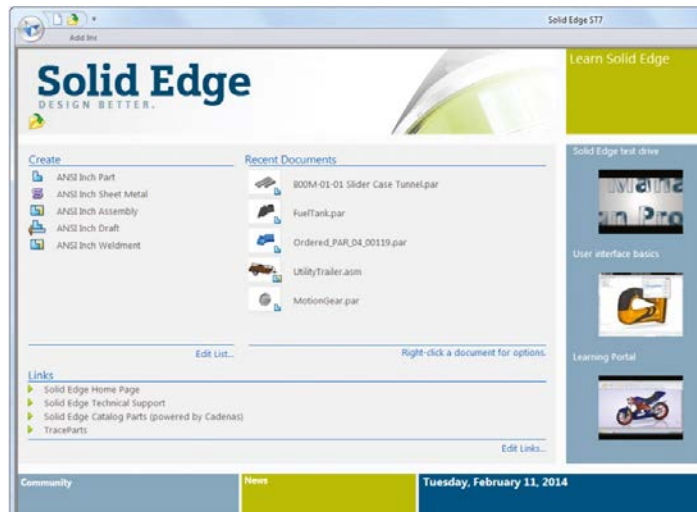 Solid Edge ST7
Add Ins
Solid Edge
DESIGN BETTER.
Learn Solid Edge
Create
ANSI Inch Part
ANSI Inch Sheet Metal
ANSI Inch Assembly
ANSI Inch Draft
ANSI Inch Weldment
Edit List...
Recent Documents
800M-01-01 Slider Case Tunnel.par
FuelTank.par
Ordered_PAR_04_00119.par
UtilityTrailer.asm
MotionGear.par
Right-click a document for options.
Links
Solid Edge Home Page
Solid Edge Technical Support
Solid Edge Catalog Parts (powered by Cadenas)
TraceParts
Edit Links...
Solid Edge test drive
Mana
an Pro
User interface basics
Learning Portal
Community
News
Tuesday, February 11, 2014